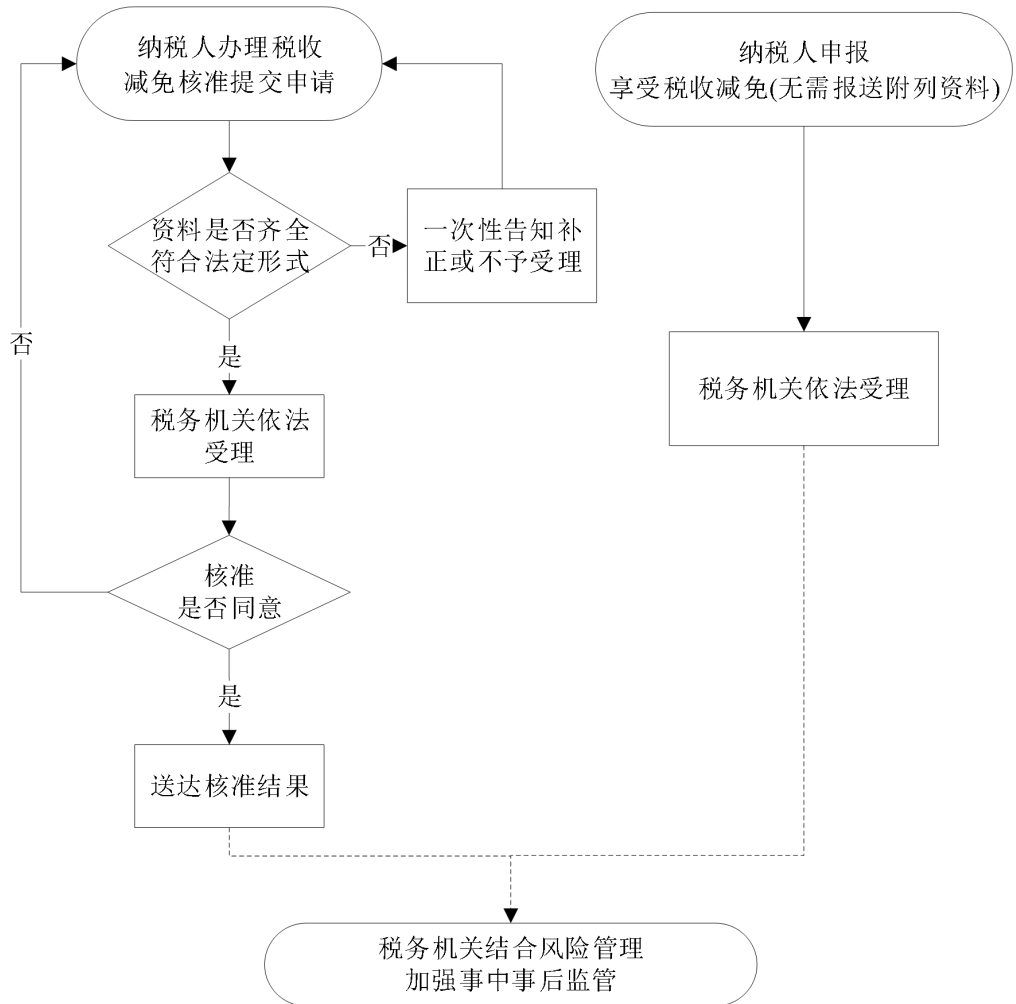 纳税人办理税收
减免核准提交申请
资料是否齐全
符合法定形式
否
一次性告知补
正或不予受理
是
税务机关依法
受理
否
核准
是否同意
是
送达核准结果
纳税人申报
享受税收减免(无需报送附列资料)
税务机关依法受理
税务机关结合风险管理
加强事中事后监管